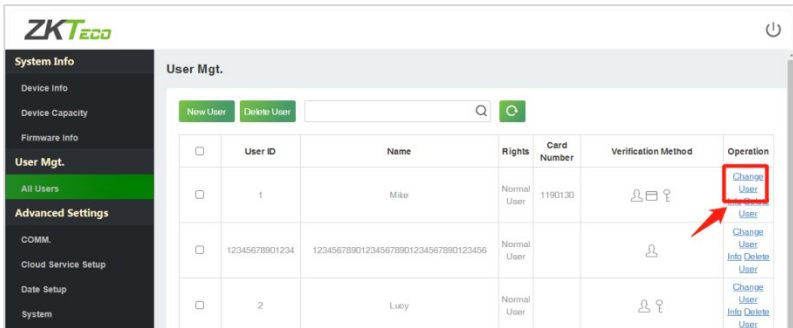 ZKTeco
System Info
User Mgt.
Device Info
New User Delete User
Device Capacity
Firmware Info
User ID Name Rights Card Number Verification Method Operation
User Mgt.
All Users
1 Mike Normal User 1190130 Change User Info Delete User
Advanced Settings
COMM.
12345678901234 123456789012345678901234567890123456 Normal User Change User Info Delete User
Cloud Service Setup
Date Setup
2 Lucy Normal User Change User Info Delete User
System